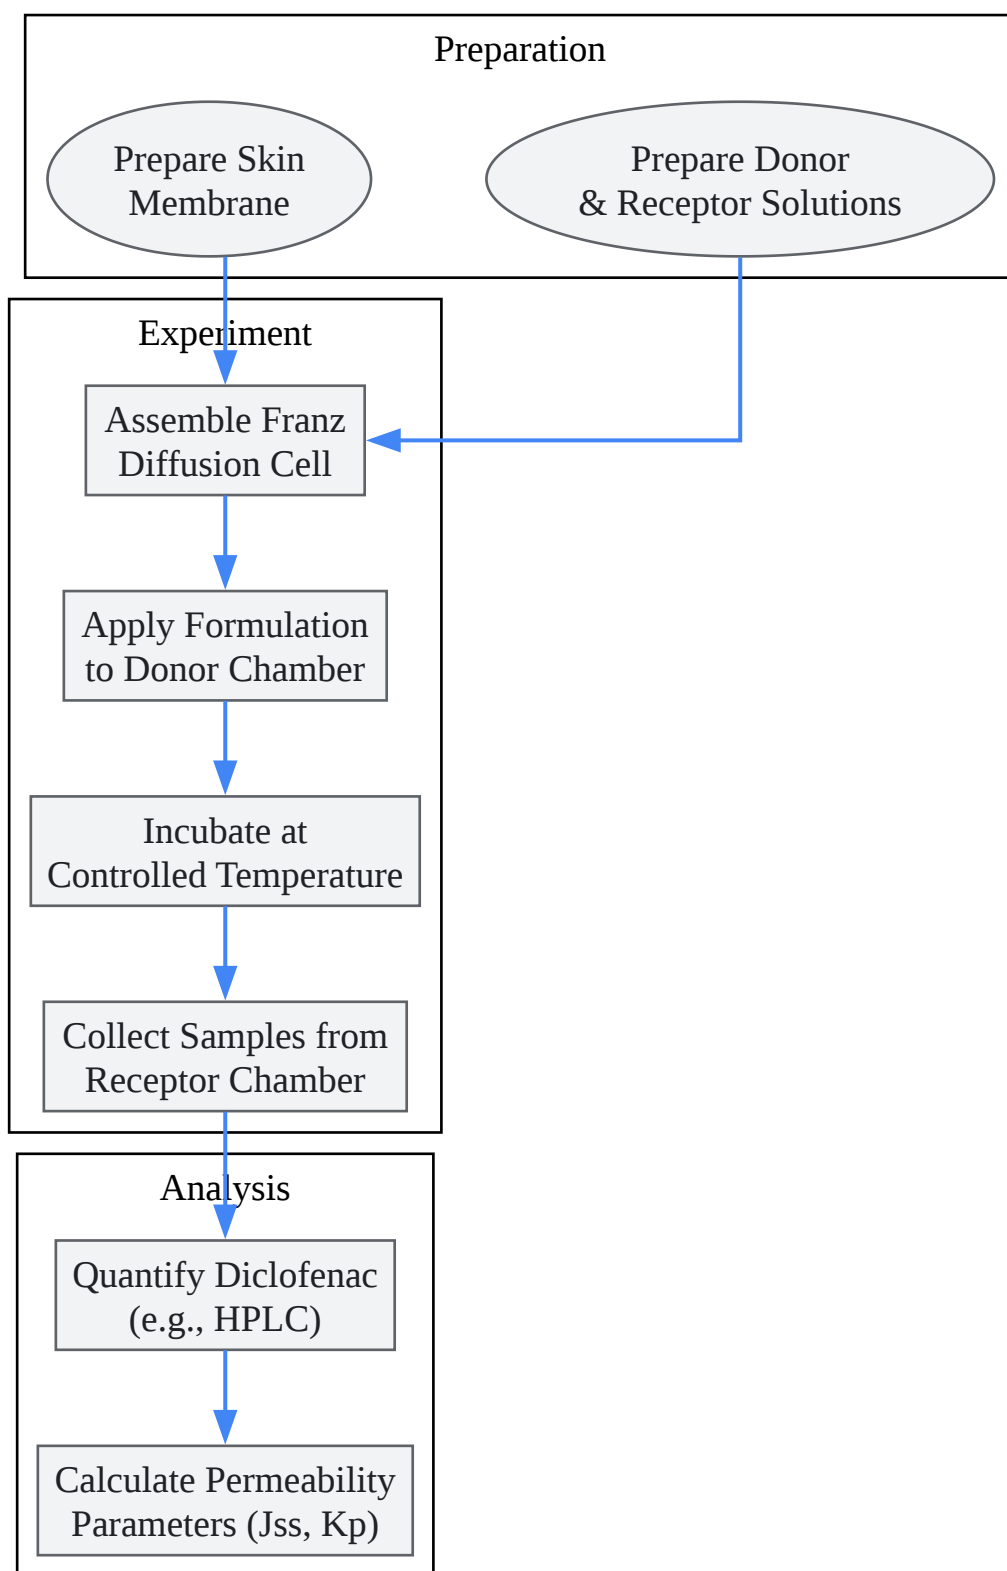 Preparation
Prepare Skin
Membrane
Prepare Donor
& Receptor Solutions
Experiment
Assemble Franz
Diffusion Cell
Apply Formulation
to Donor Chamber
Incubate at
Controlled Temperature
Collect Samples from
Receptor Chamber
Analysis
Quantify Diclofenac
(e.g., HPLC)
Calculate Permeability
Parameters (Jss, Kp)